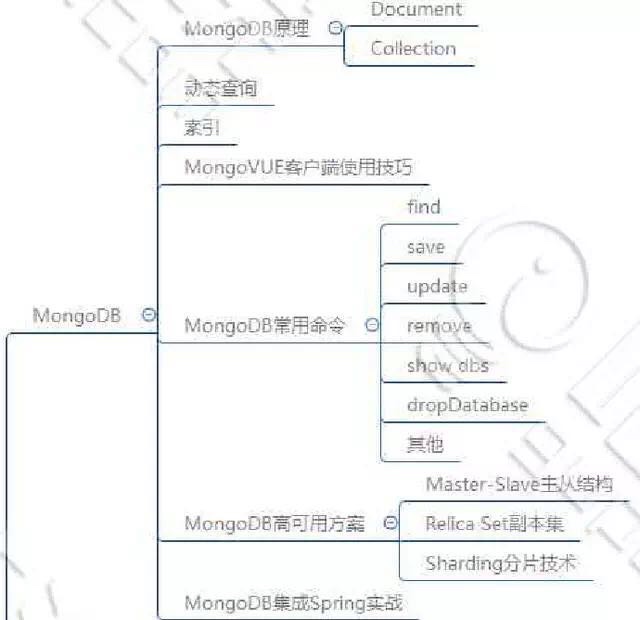 MongoDB
MongoDB原理
Document
Collection
动态查询
索引
MongoVUE客户端使用技巧
MongoDB常用命令
find
save
update
remove
show dbs
dropDatabase
其他
MongoDB高可用方案
Master-Slave主从结构
Relica Set副本集
Sharding分片技术
MongoDB集成Spring实战